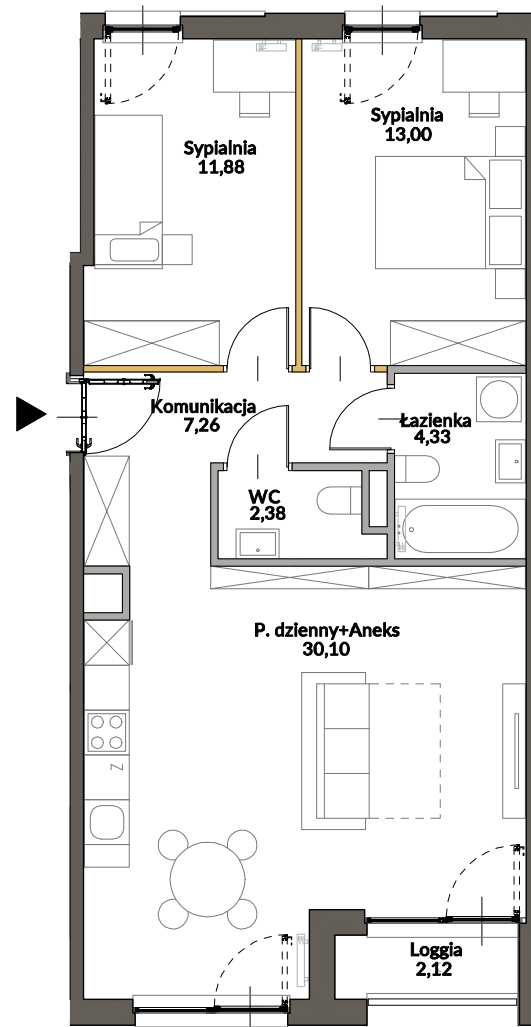 Sypialnia
11,88
Sypialnia
13,00
Komunikacja
7,26
Łazienka
4,33
WC
2,38
P. dzienny+Aneks
30,10
Z
Loggia
2,12